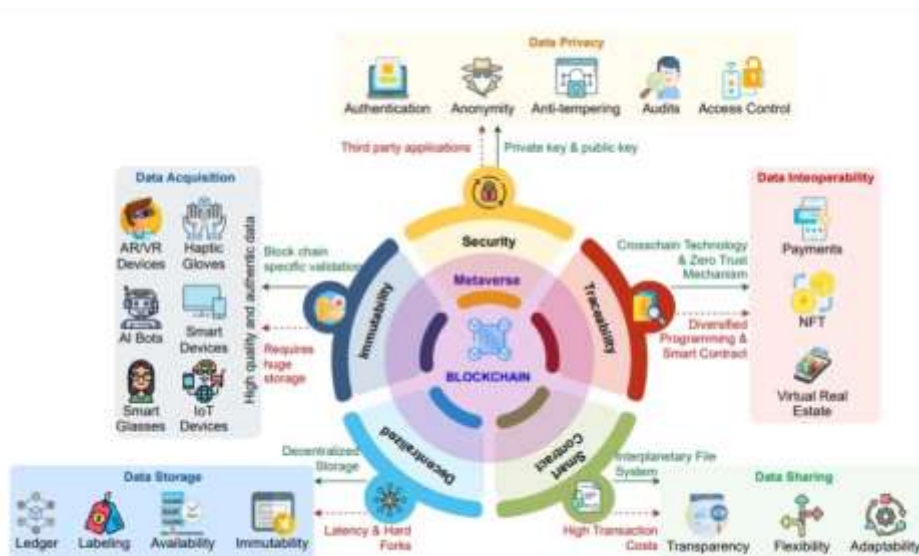 Data Privacy
Authentication
Anonymity
Anti-tempering
Audits
Access Control
Third party applications
Private key & public key
Data Acquisition
AR/VR
Devices
Haptic
Gloves
AI Bots
Smart
Devices
Smart
Glasses
IoT
Devices
High quality and authentic data
Block chain
specific validation
Requires
huge
storage
Security
Immutability
Traceability
Decentralized
Smart
Contract
Metaverse
BLOCKCHAIN
Crosschain Technology
& Zero Trust
Mechanism
Diversified
Programming &
Smart Contract
Data Interoperability
Payments
NFT
Virtual Real
Estate
Decentralized
Storage
Latency & Hard
Forks
Interplanetary File
System
High Transaction
Costs
Data Storage
Ledger
Labeling
Availability
Immutability
Data Sharing
Transparency
Flexibility
Adaptability